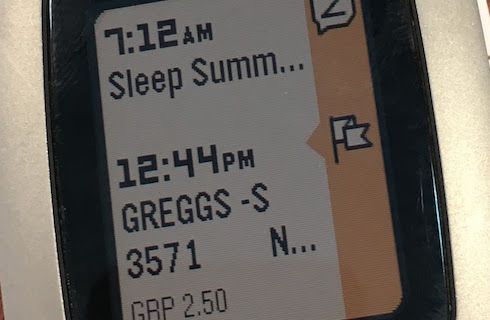 7:12AM
Sleep Summ...
12:44PM
GREGGS -S
3571 N...
GBP 2.50